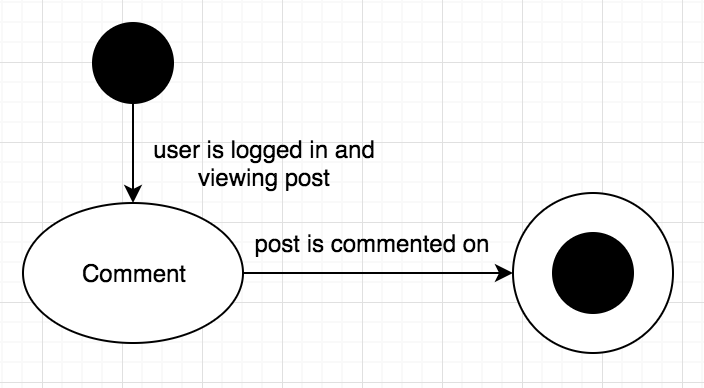 user is logged in and
viewing post
post is commented on
Comment